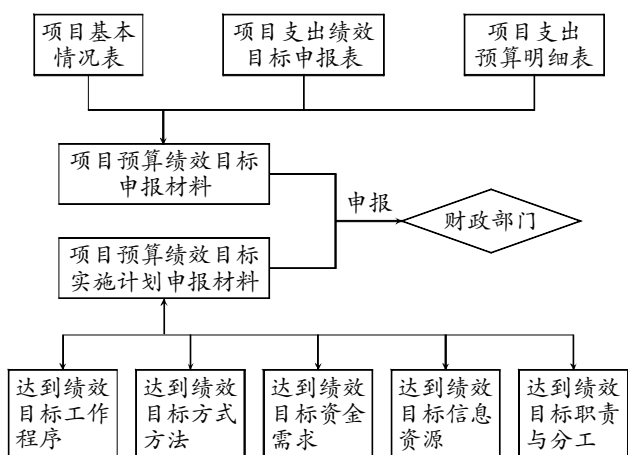 项目基本
情况表
项目支出绩效
目标申报表
项目支出
预算明细表
项目预算绩效目标
申报材料
申报
财政部门
项目预算绩效目标
实施计划申报材料
达到绩效
目标工作
程序
达到绩效
目标方式
方法
达到绩效
目标资金
需求
达到绩效
目标信息
资源
达到绩效
目标职责
与分工